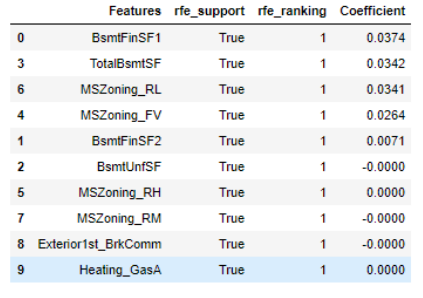 Features rfe_support rfe_ranking Coefficient
0 BsmtFinSF1 True 1 0.0374
3 TotalBsmtSF True 1 0.0342
6 MSZoning_RL True 1 0.0341
4 MSZoning_FV True 1 0.0264
1 BsmtFinSF2 True 1 0.0071
2 BsmtUnfSF True 1 -0.0000
5 MSZoning_RH True 1 0.0000
7 MSZoning_RM True 1 -0.0000
8 Exterior1st_BrkComm True 1 -0.0000
9 Heating_GasA True 1 0.0000